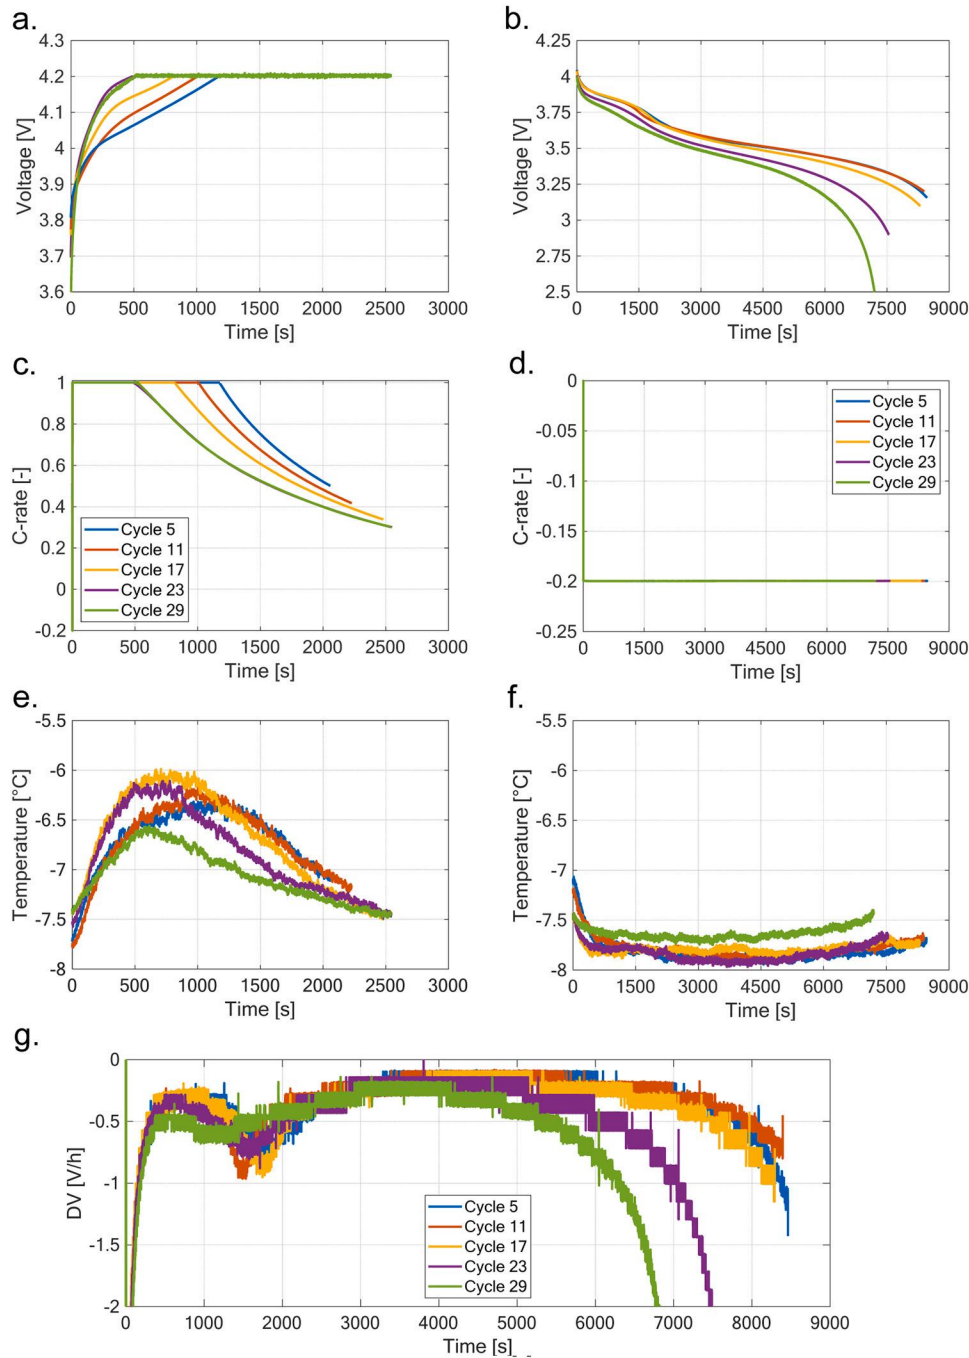 a.
b.
4.3
4.2
4.1
4
3.9
3.8
3.7
3.6
Voltage [V]
0 500 1000 1500 2000 2500 3000
Time [s]
4.25
4
3.75
3.5
3.25
3
2.75
2.5
Voltage [V]
0 1500 3000 4500 6000 7500 9000
Time [s]
c.
d.
1
0.8
0.6
0.4
0.2
0
-0.2
C-rate [-]
Cycle 5
Cycle 11
Cycle 17
Cycle 23
Cycle 29
0 500 1000 1500 2000 2500 3000
Time [s]
0
-0.05
-0.1
-0.15
-0.2
-0.25
C-rate [-]
Cycle 5
Cycle 11
Cycle 17
Cycle 23
Cycle 29
0 1500 3000 4500 6000 7500 9000
Time [s]
e.
f.
-5.5
-6
-6.5
-7
-7.5
-8
Temperature [°C]
0 500 1000 1500 2000 2500 3000
Time [s]
-5.5
-6
-6.5
-7
-7.5
-8
Temperature [°C]
0 1500 3000 4500 6000 7500 9000
Time [s]
g.
0
-0.5
-1
-1.5
-2
DV [V/h]
Cycle 5
Cycle 11
Cycle 17
Cycle 23
Cycle 29
0 1000 2000 3000 4000 5000 6000 7000 8000 9000
Time [s]